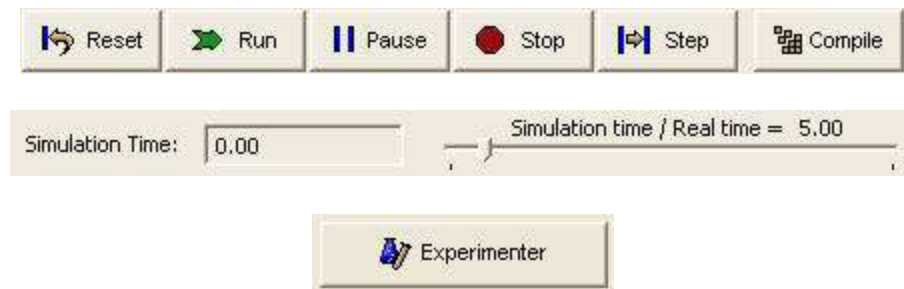 Reset Run Pause Stop Step Compile
Simulation Time: 0.00 Simulation time / Real time = 5.00
Experimenter